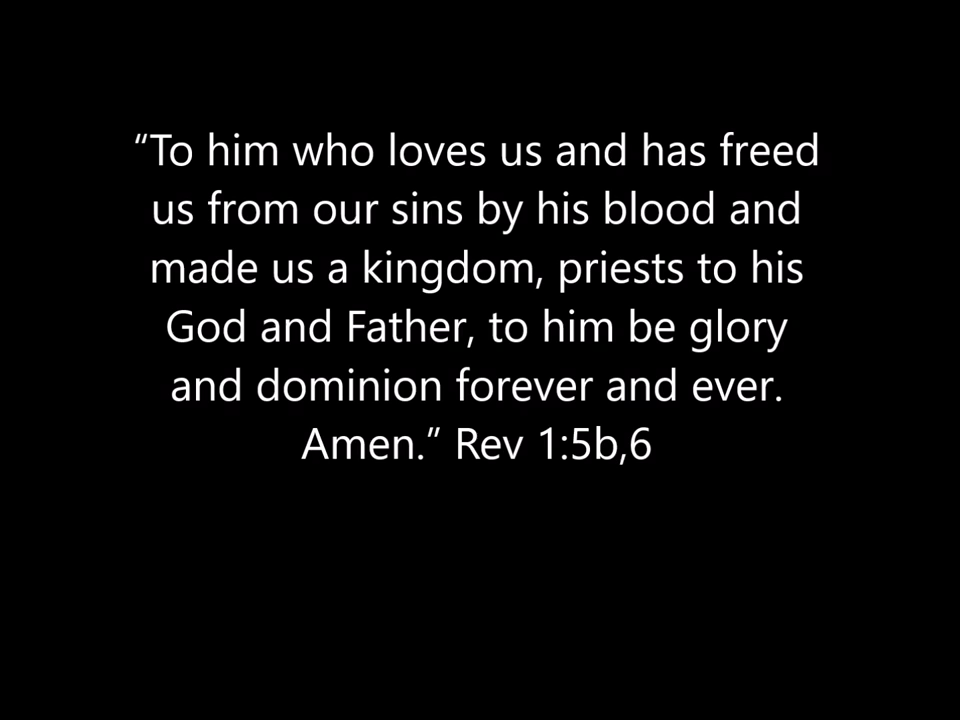 “To him who loves us and has freed
us from our sins by his blood and
made us a kingdom, priests to his
God and Father, to him be glory
and dominion forever and ever.
Amen.” Rev 1:5b,6